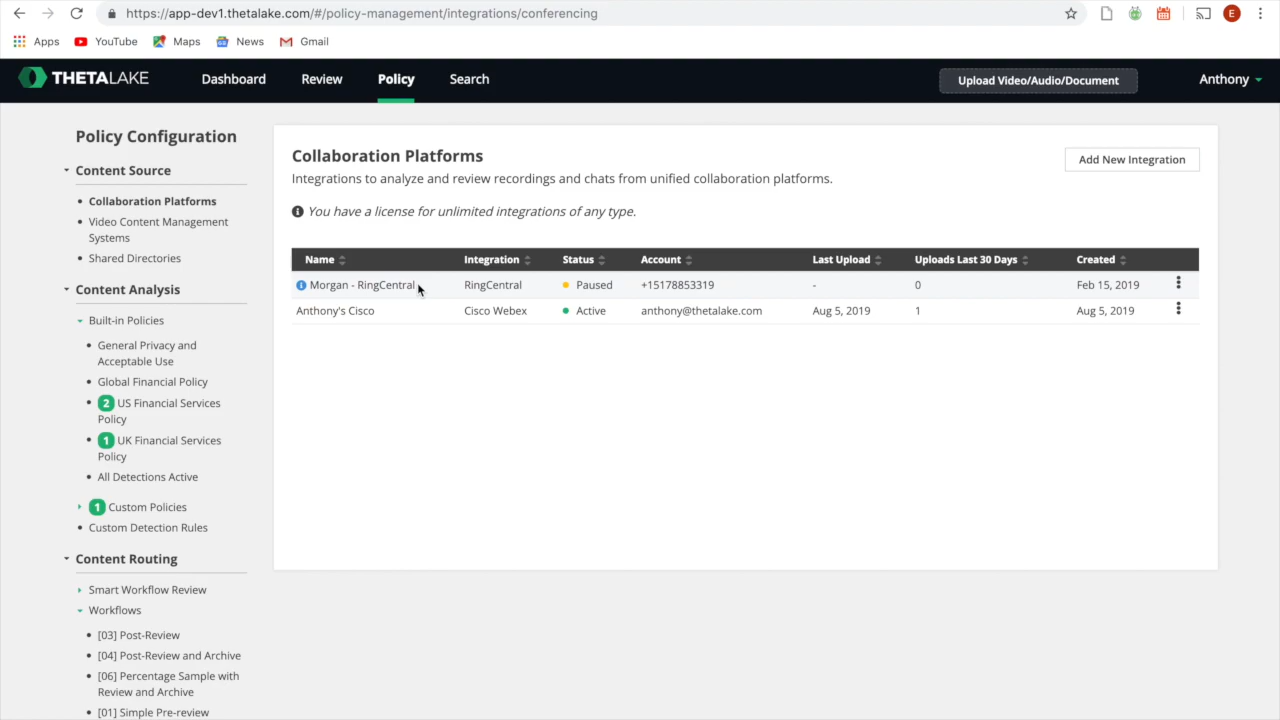 https://app-dev1.thetalake.com/#/policy-management/integrations/conferencing
E
Apps YouTube Maps News Gmail
THETALAKE Dashboard Review Policy Search Upload Video/Audio/Document Anthony
Policy Configuration
Content Source
Collaboration Platforms
Video Content Management
Systems
Shared Directories
Content Analysis
Built-in Policies
General Privacy and
Acceptable Use
Global Financial Policy
2 US Financial Services
Policy
1 UK Financial Services
Policy
All Detections Active
1 Custom Policies
Custom Detection Rules
Content Routing
Smart Workflow Review
Workflows
[03] Post-Review
[04] Post-Review and Archive
[06] Percentage Sample with
Review and Archive
[01] Simple Pre-review
Collaboration Platforms
Add New Integration
Integrations to analyze and review recordings and chats from unified collaboration platforms.
You have a license for unlimited integrations of any type.
Name Integration Status Account Last Upload Uploads Last 30 Days Created
Morgan - RingCentral RingCentral Paused +15178853319 - 0 Feb 15, 2019
Anthony's Cisco Cisco Webex Active anthony@thetalake.com Aug 5, 2019 1 Aug 5, 2019